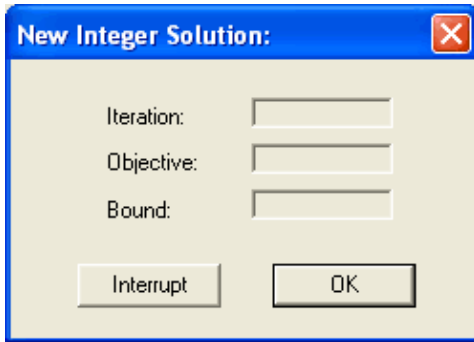 New Integer Solution:
Iteration:
Objective:
Bound:
Interrupt OK